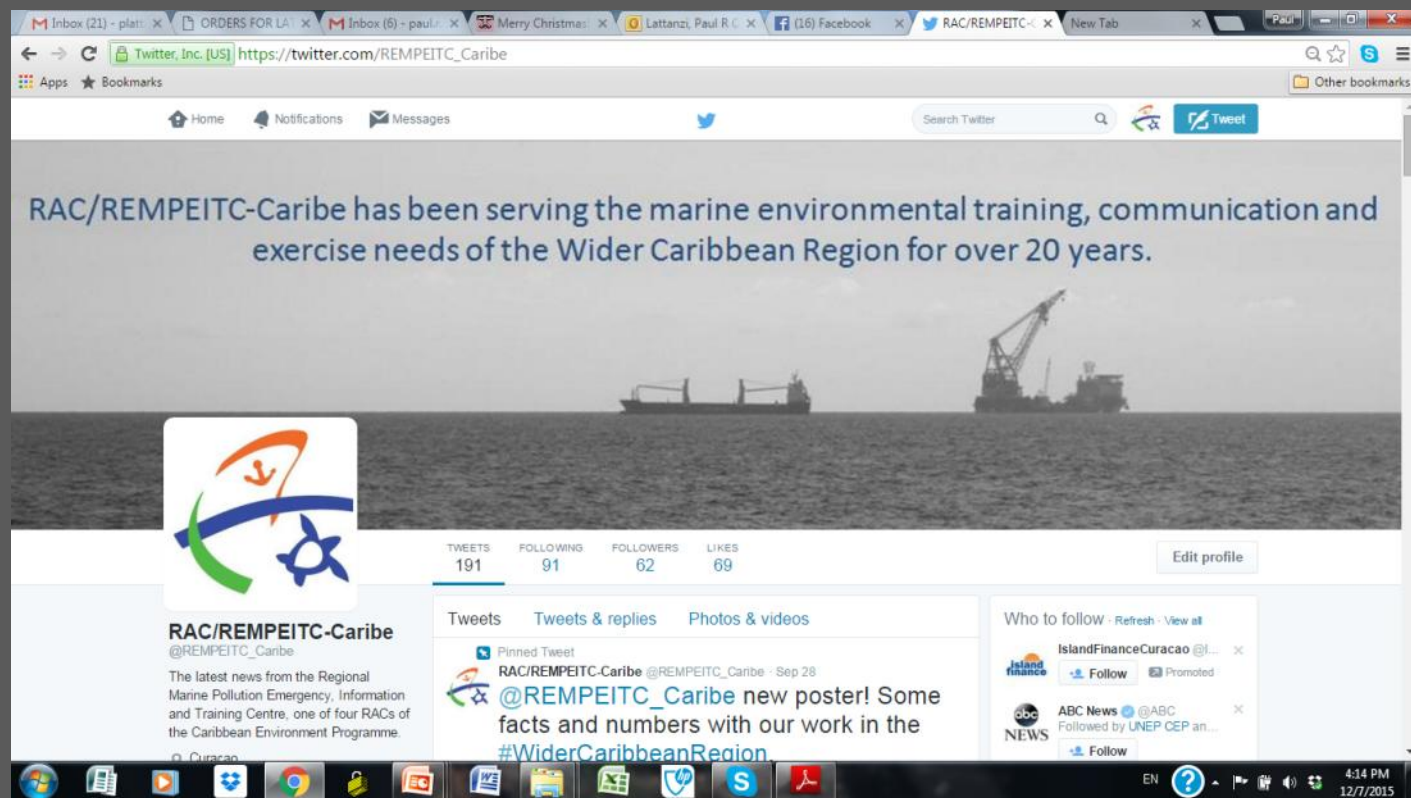 Inbox (21) - platt
ORDERS FOR LAT
Inbox (6) - paul.r
Merry Christmas
Lattanzi, Paul R C
(16) Facebook
RAC/REMPEITC-C
New Tab
Paul
Twitter, Inc. [US] https://twitter.com/REMPEITC_Caribe
Apps Bookmarks Other bookmarks
Home Notifications Messages Search Twitter Tweet
RAC/REMPEITC-Caribe has been serving the marine environmental training, communication and
exercise needs of the Wider Caribbean Region for over 20 years.
TWEETS FOLLOWING FOLLOWERS LIKES
191 91 62 69
Edit profile
RAC/REMPEITC-Caribe
@REMPEITC_Caribe
The latest news from the Regional
Marine Pollution Emergency, Information
and Training Centre, one of four RACs of
the Caribbean Environment Programme.
Curacao
Tweets Tweets & replies Photos & videos
Pinned Tweet
RAC/REMPEITC-Caribe @REMPEITC_Caribe · Sep 28
@REMPEITC_Caribe new poster! Some
facts and numbers with our work in the
#WiderCaribbeanRegion.
Who to follow · Refresh · View all
island
finance
IslandFinanceCuracao @I...
Follow Promoted
abc
NEWS
ABC News @ABC
Followed by UNEP CEP an...
Follow
EN
4:14 PM
12/7/2015